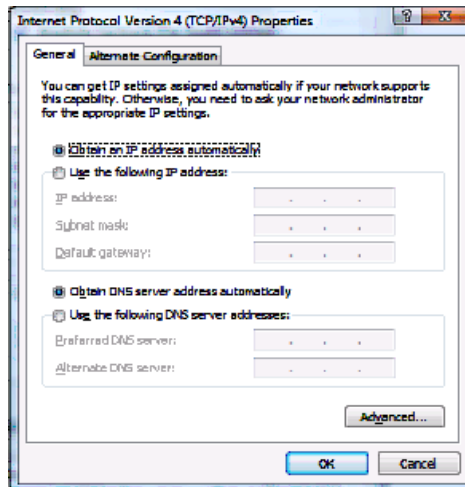 Internet Protocol Version 4 (TCP/IPv4) Properties
General
Alternate Configuration
You can get IP settings assigned automatically if your network supports
this capability. Otherwise, you need to ask your network administrator
for the appropriate IP settings.
Obtain an IP address automatically
Use the following IP address:
IP address:
Subnet mask:
Default gateway:
Obtain DNS server address automatically
Use the following DNS server addresses:
Preferred DNS server:
Alternate DNS server:
Advanced...
OK
Cancel